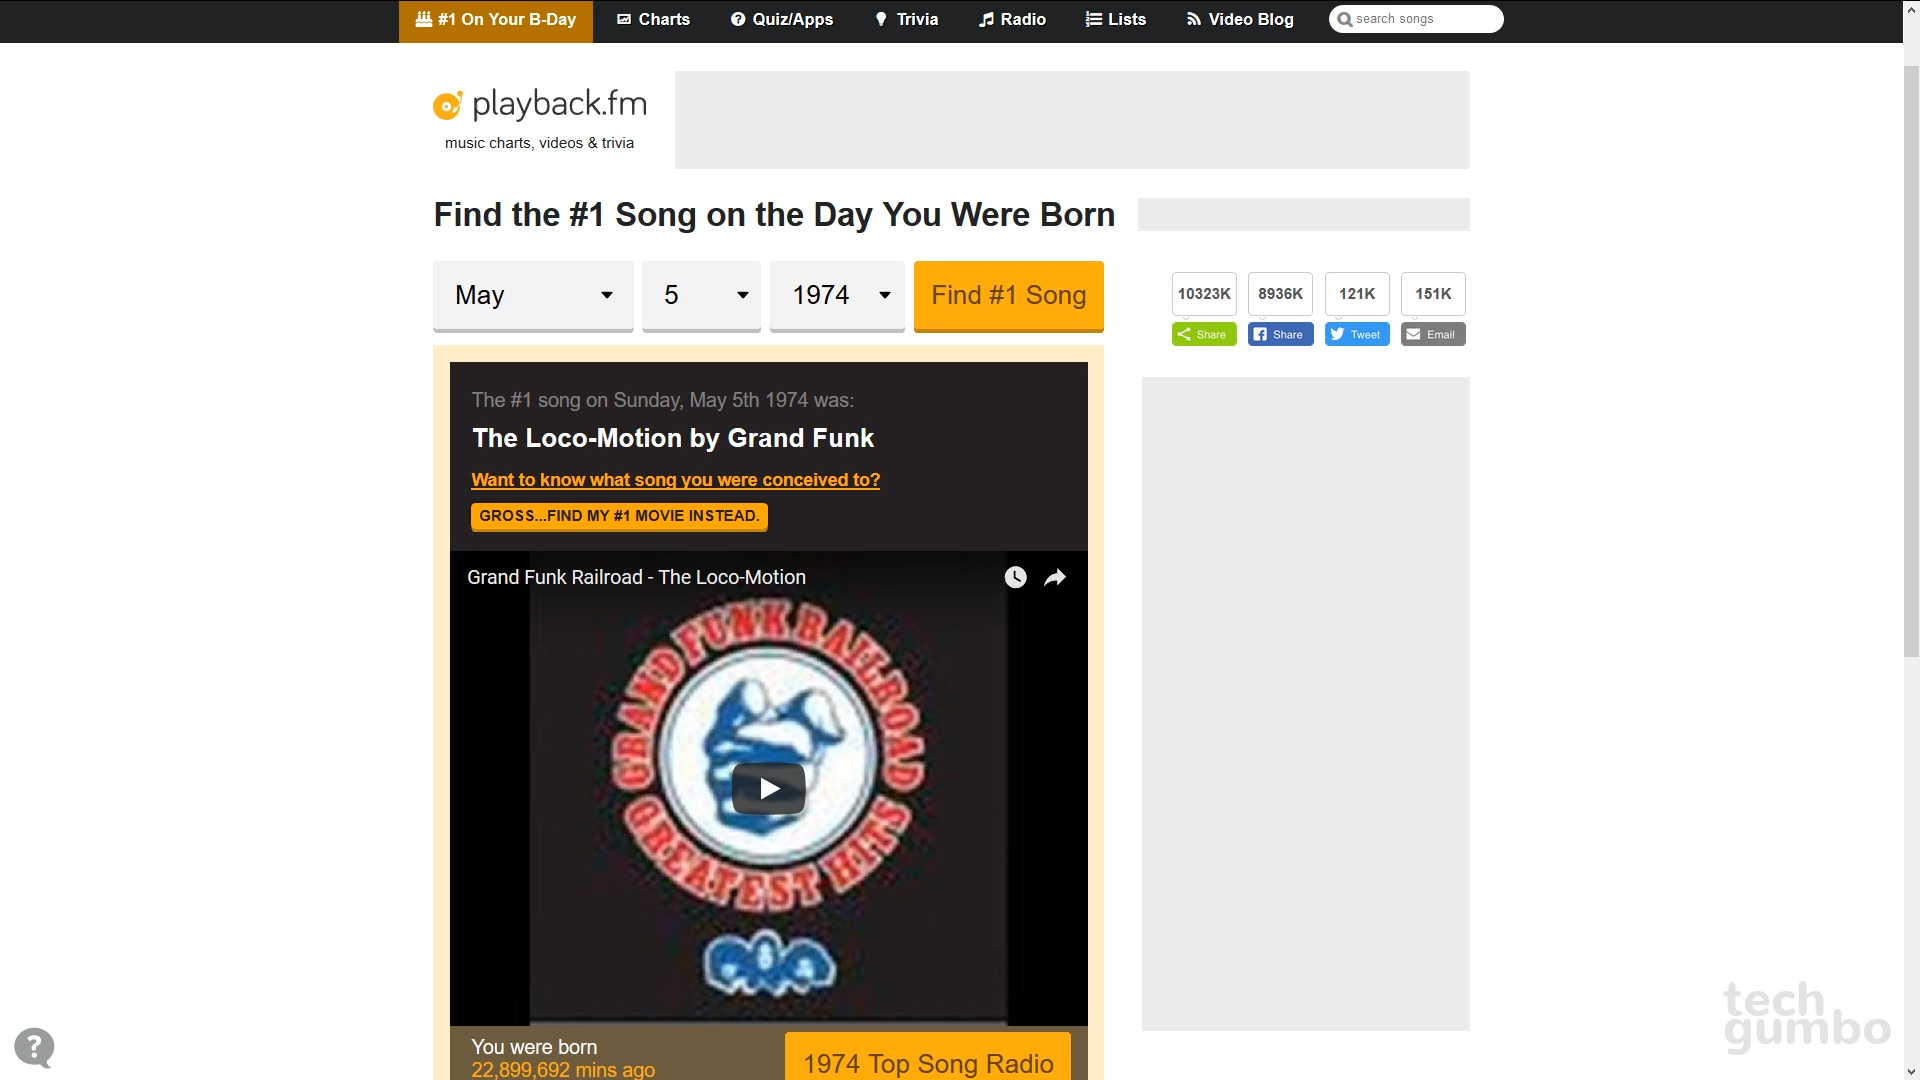 #1 On Your B-Day Charts Quiz/Apps Trivia Radio Lists Video Blog search songs
playback.fm
music charts, videos & trivia
Find the #1 Song on the Day You Were Born
May 5 1974 Find #1 Song
10323K 8936K 121K 151K
Share Share Tweet Email
The #1 song on Sunday, May 5th 1974 was:
The Loco-Motion by Grand Funk
Want to know what song you were conceived to?
GROSS...FIND MY #1 MOVIE INSTEAD.
Grand Funk Railroad - The Loco-Motion
GRAND FUNK RAILROAD
GREATEST HITS
You were born
22,899,692 mins ago
1974 Top Song Radio
?
tech
gumbo